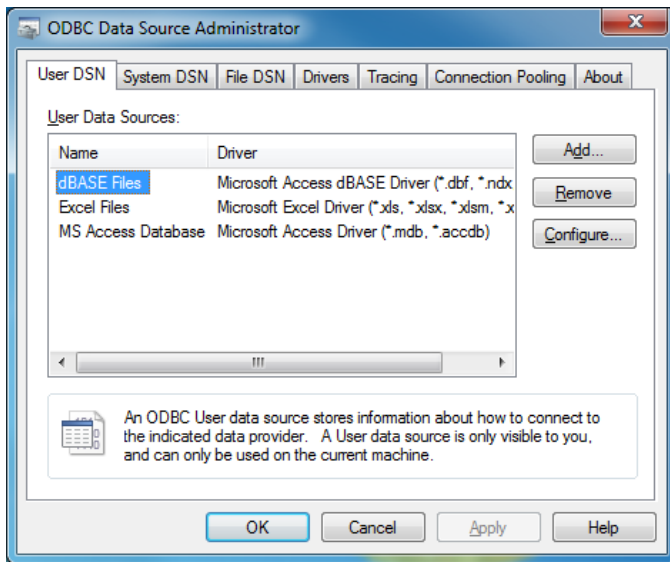 ODBC Data Source Administrator
x
User DSN System DSN File DSN Drivers Tracing Connection Pooling About
User Data Sources:
Name Driver Add...
dBASE Files Microsoft Access dBASE Driver (*.dbf, *.ndx
Remove
Excel Files Microsoft Excel Driver (*.xls, *.xlsx, *.xlsm, *.x
MS Access Database Microsoft Access Driver (*.mdb, *.accdb)
Configure...
An ODBC User data source stores information about how to connect to
the indicated data provider. A User data source is only visible to you,
and can only be used on the current machine.
OK Cancel Apply Help